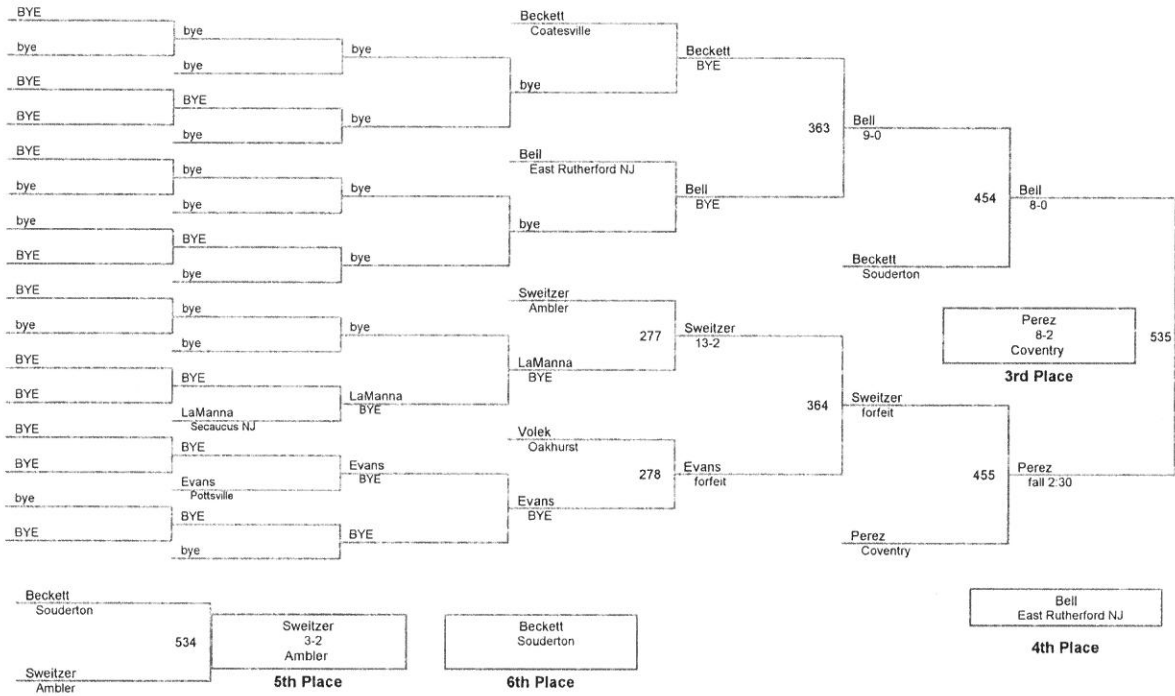 BYE
bye
BYE
BYE
BYE
bye
bye
BYE
BYE
bye
BYE
BYE
BYE
BYE
bye
BYE
bye
bye
BYE
bye
bye
bye
BYE
bye
bye
bye
BYE
LaManna
Secaucus NJ
BYE
Evans
Pottsville
BYE
bye
bye
bye
bye
bye
bye
LaManna
BYE
Evans
BYE
BYE
Beckett
Coatesville
bye
Beil
East Rutherford NJ
bye
Sweitzer
Ambler
277
LaManna
BYE
Volek
Oakhurst
278
Evans
BYE
Beckett
BYE
363
Bell
BYE
Sweitzer
13-2
364
Evans
forfeit
Bell
9-0
454
Beckett
Souderton
Sweitzer
forfeit
455
Perez
Coventry
Bell
8-0
535
Perez
fall 2:30
Perez
8-2
Coventry
3rd Place
Bell
East Rutherford NJ
4th Place
Beckett
Souderton
534
Sweitzer
Ambler
Sweitzer
3-2
Ambler
5th Place
Beckett
Souderton
6th Place